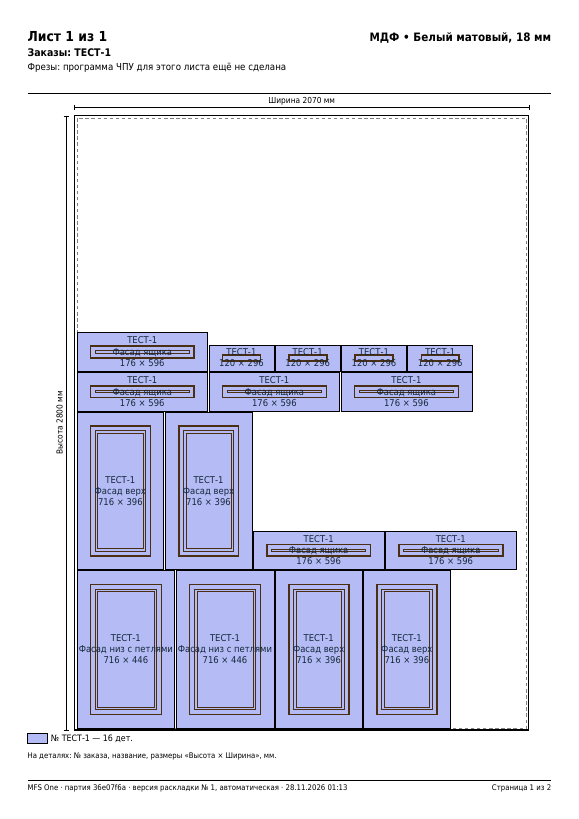 Лист 1 из 1
МДФ • Белый матовый, 18 мм
Заказы: ТЕСТ-1
Фрезы: программа ЧПУ для этого листа ещё не сделана
Ширина 2070 мм
Высота 2800 мм
ТЕСТ-1
Фасад ящика
176 × 596
ТЕСТ-1
120 × 296
ТЕСТ-1
120 × 296
ТЕСТ-1
120 × 296
ТЕСТ-1
120 × 296
ТЕСТ-1
Фасад ящика
176 × 596
ТЕСТ-1
Фасад ящика
176 × 596
ТЕСТ-1
Фасад ящика
176 × 596
ТЕСТ-1
Фасад верх
716 × 396
ТЕСТ-1
Фасад верх
716 × 396
ТЕСТ-1
Фасад ящика
176 × 596
ТЕСТ-1
Фасад ящика
176 × 596
ТЕСТ-1
Фасад низ с петлями
716 × 446
ТЕСТ-1
Фасад низ с петлями
716 × 446
ТЕСТ-1
Фасад верх
716 × 396
ТЕСТ-1
Фасад верх
716 × 396
№ ТЕСТ-1 — 16 дет.
На деталях: № заказа, название, размеры «Высота × Ширина», мм.
MFS One · партия 36e07f6a · версия раскладки № 1, автоматическая · 28.11.2026 01:13
Страница 1 из 2